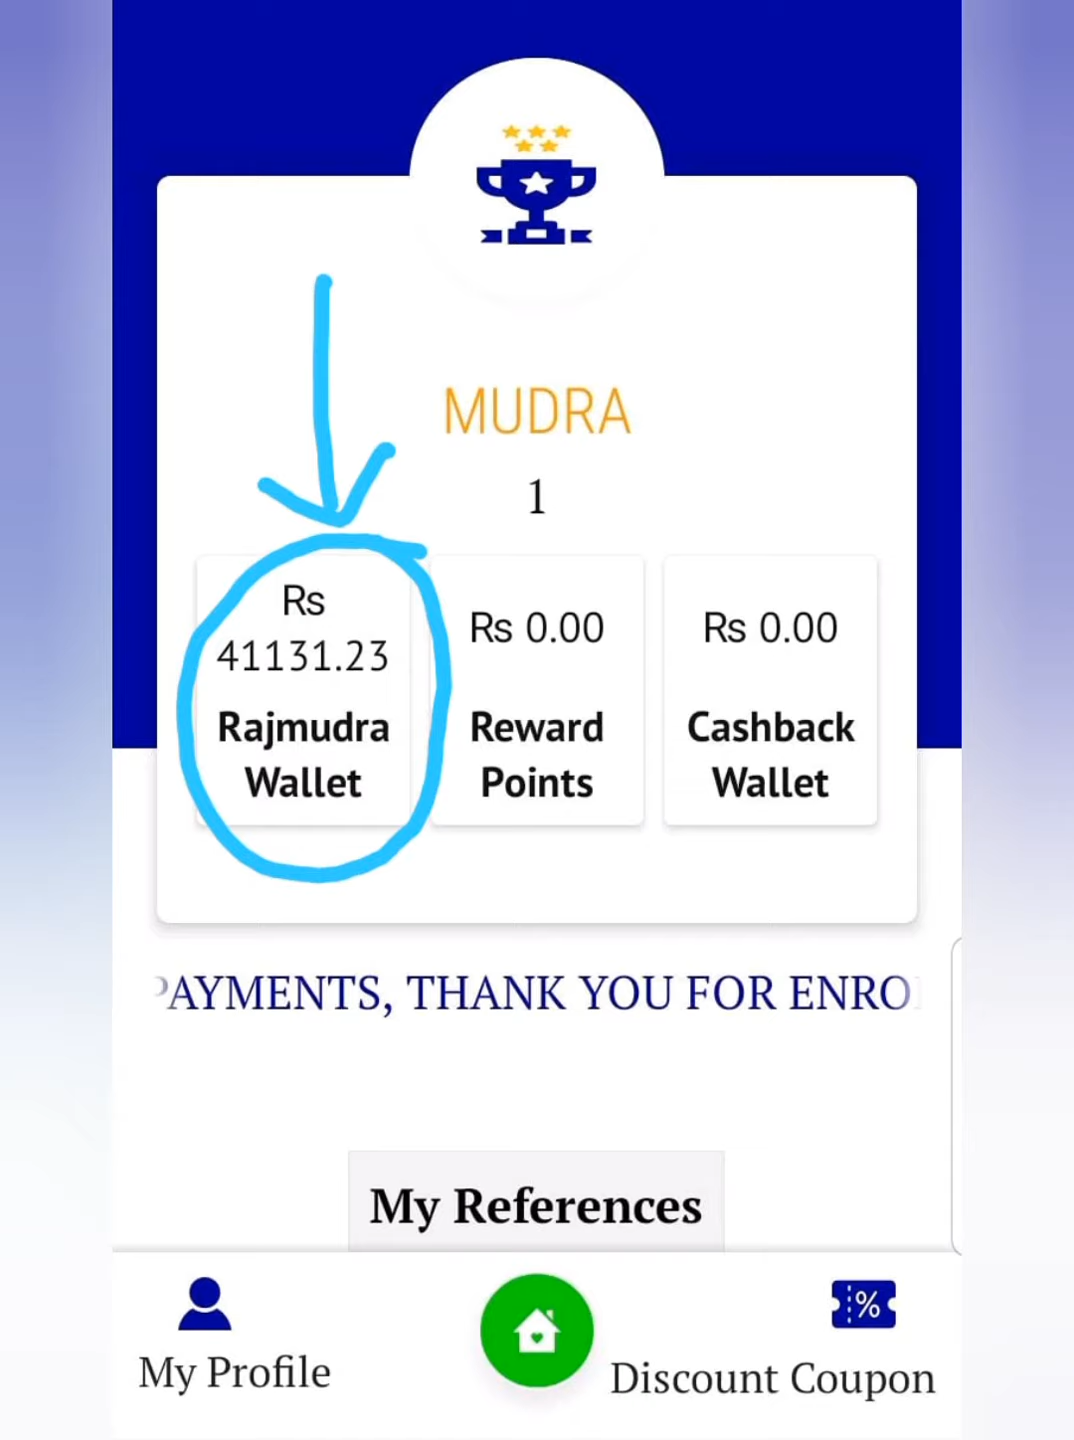 MUDRA
1
Rs
41131.23
Rajmudra
Wallet
Rs 0.00
Reward
Points
Rs 0.00
Cashback
Wallet
PAYMENTS, THANK YOU FOR ENRO
My References
My Profile
Discount Coupon
%